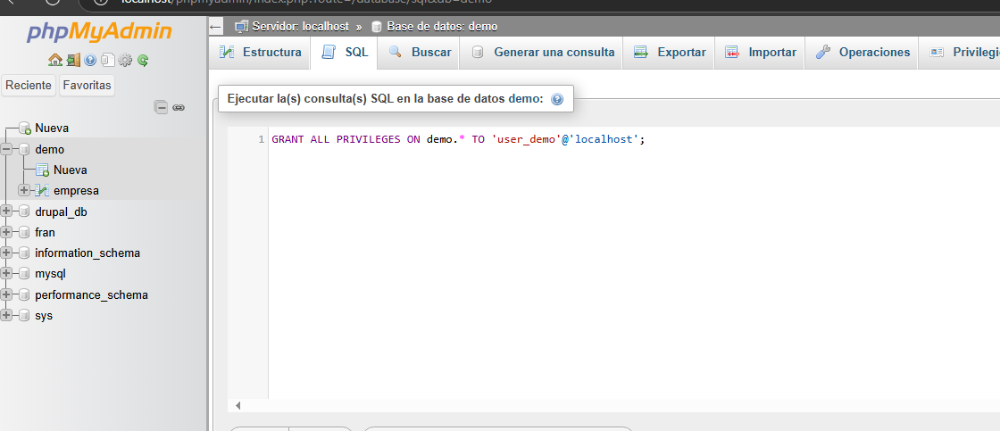 localhost/phpmyadmin/index.php?route=/database/sql&db=demo
phpMyAdmin
Reciente Favoritas
Nueva
demo
Nueva
empresa
drupal_db
fran
information_schema
mysql
performance_schema
sys
Servidor: localhost » Base de datos: demo
Estructura SQL Buscar Generar una consulta Exportar Importar Operaciones Privilegi
Ejecutar la(s) consulta(s) SQL en la base de datos demo:
1 GRANT ALL PRIVILEGES ON demo.* TO 'user_demo'@'localhost';